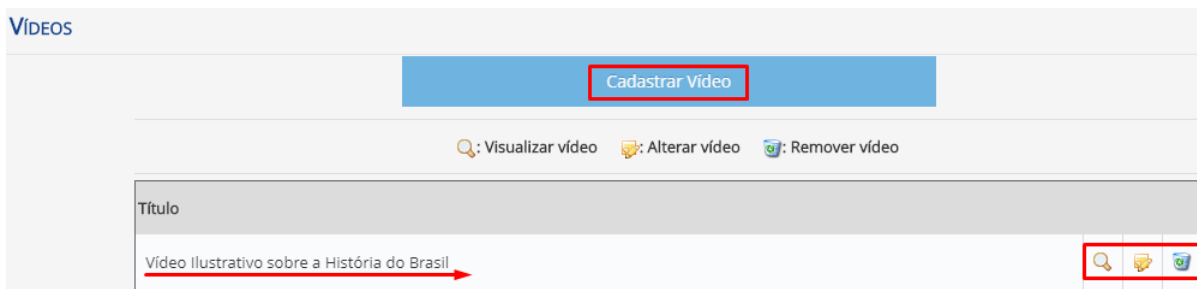 VÍDEOS
Cadastrar Vídeo
: Visualizar vídeo : Alterar vídeo : Remover vídeo
Título
Vídeo Ilustrativo sobre a História do Brasil